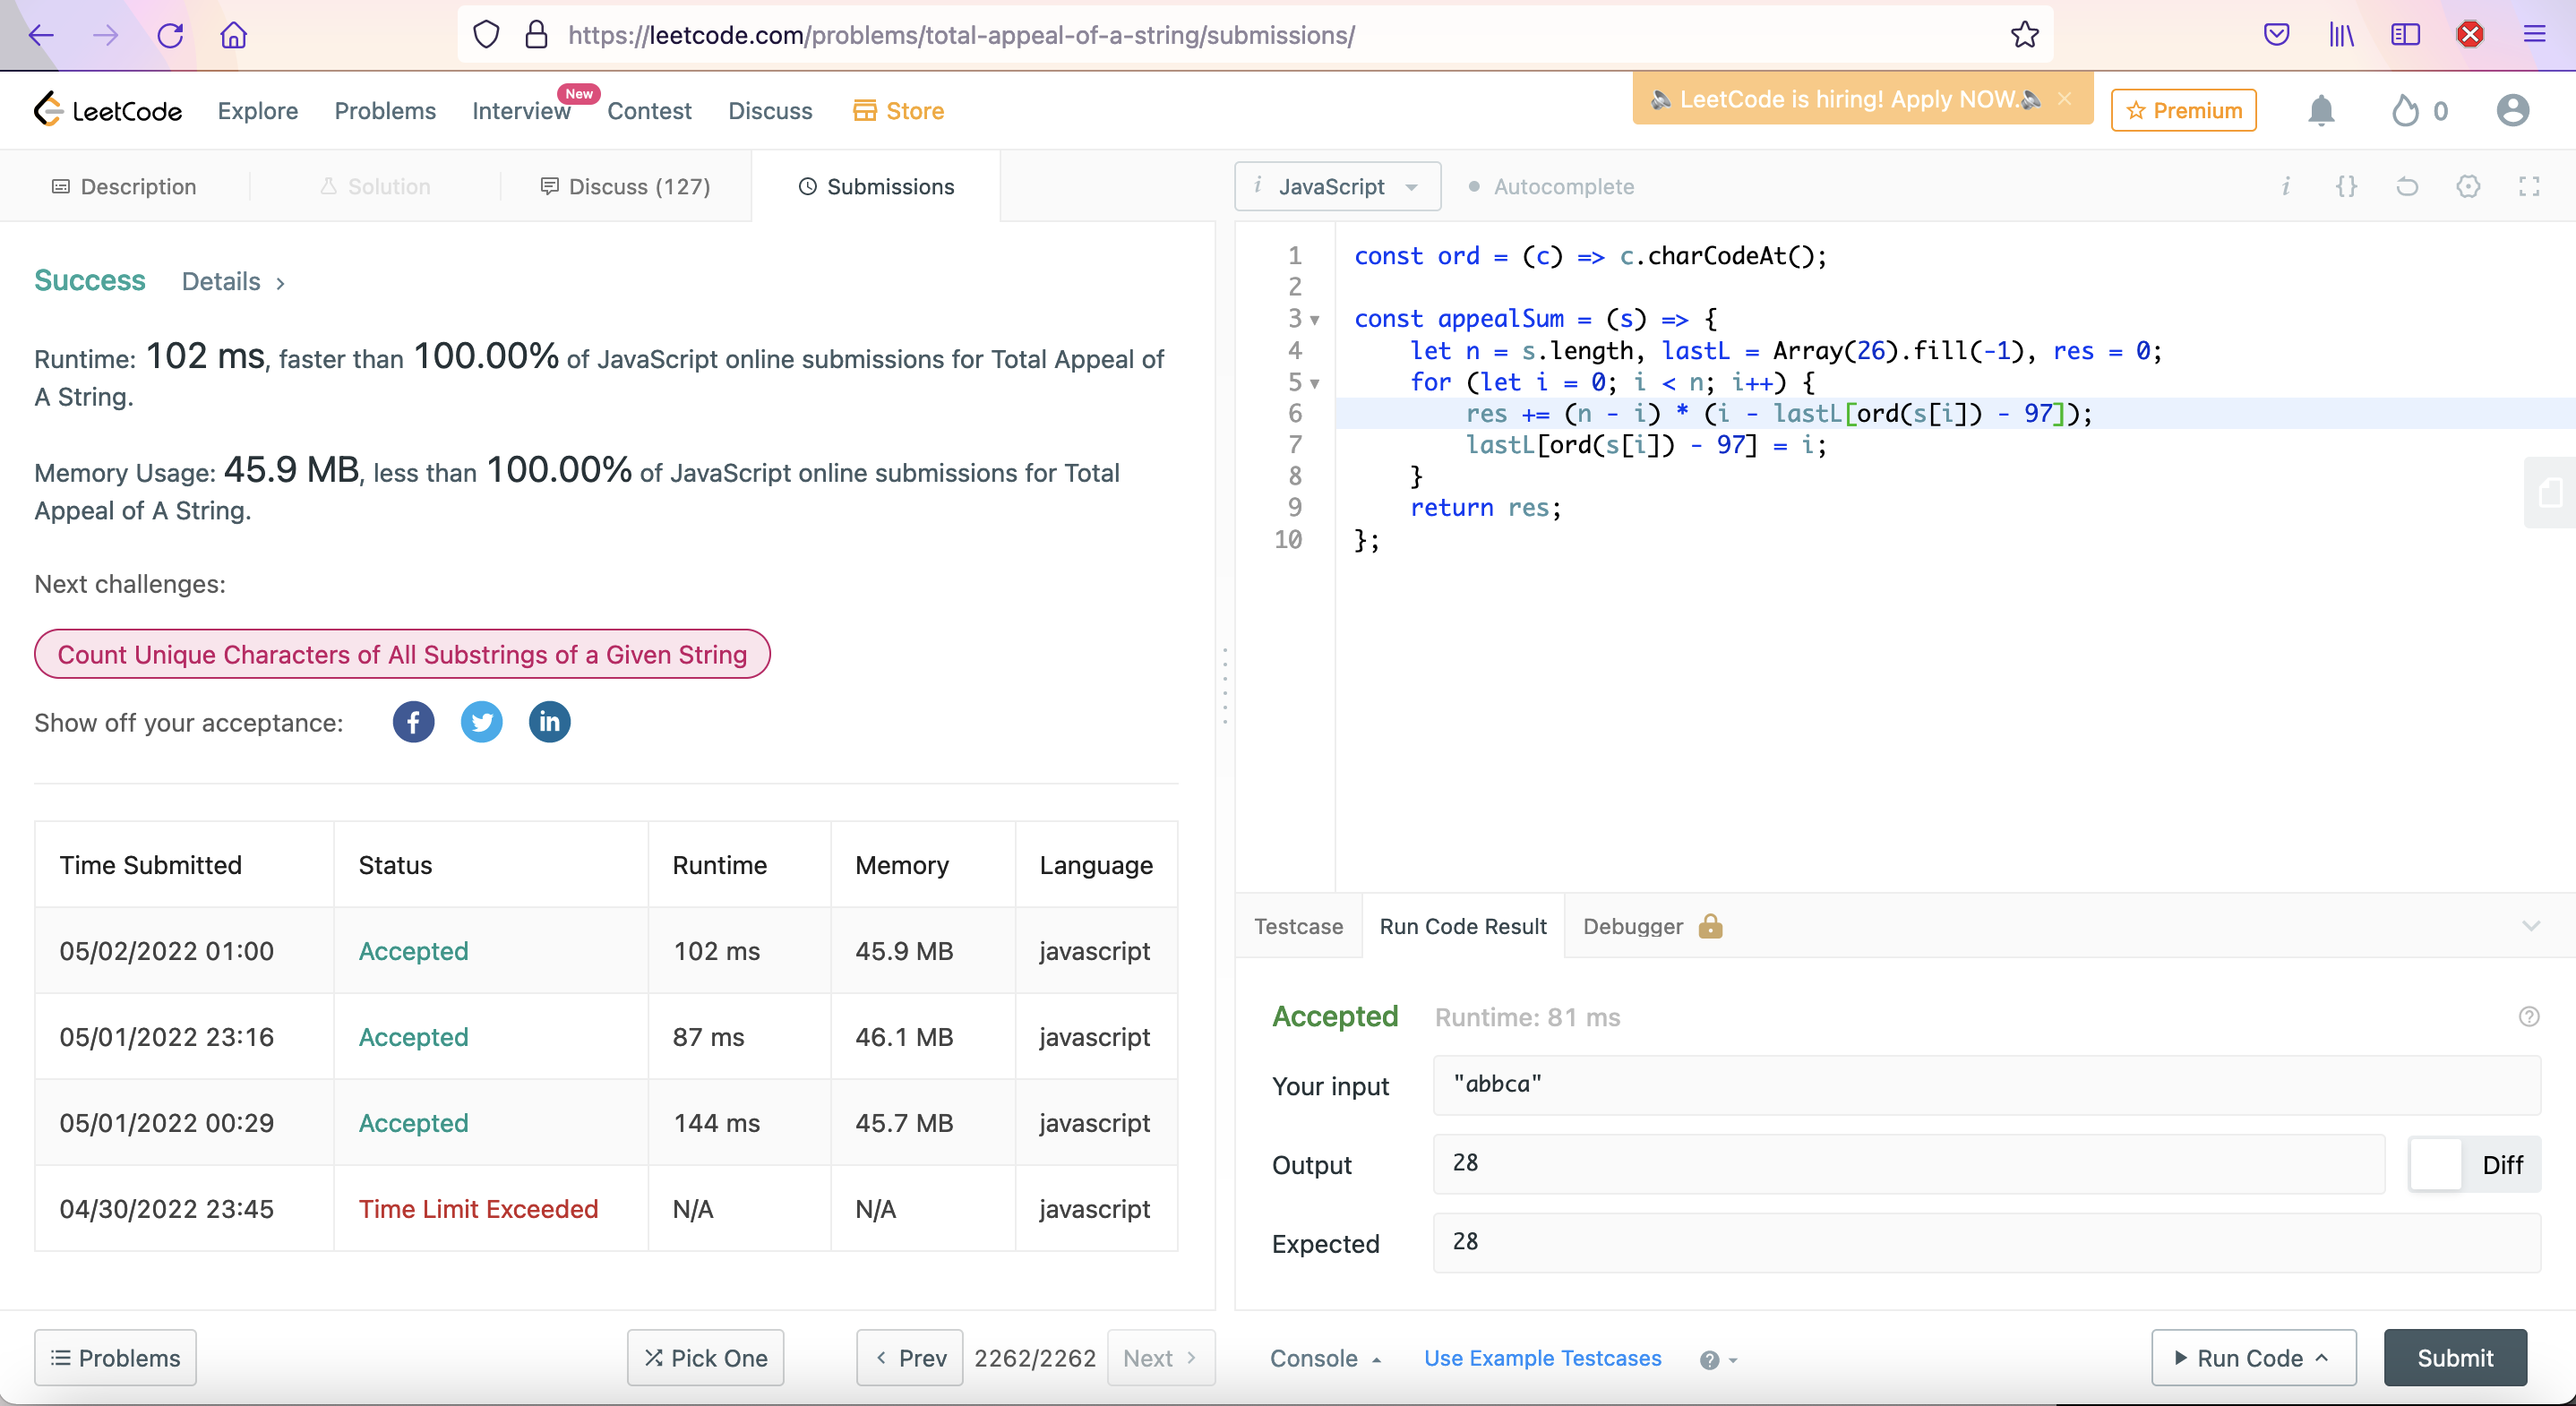 https://leetcode.com/problems/total-appeal-of-a-string/submissions/
LeetCode Explore Problems Interview New Contest Discuss Store LeetCode is hiring! Apply NOW. Premium 0
Description Solution Discuss (127) Submissions
JavaScript Autocomplete
Success Details
Runtime: 102 ms, faster than 100.00% of JavaScript online submissions for Total Appeal of
A String.
Memory Usage: 45.9 MB, less than 100.00% of JavaScript online submissions for Total
Appeal of A String.
Next challenges:
Count Unique Characters of All Substrings of a Given String
Show off your acceptance:
Time Submitted Status Runtime Memory Language
05/02/2022 01:00 Accepted 102 ms 45.9 MB javascript
05/01/2022 23:16 Accepted 87 ms 46.1 MB javascript
05/01/2022 00:29 Accepted 144 ms 45.7 MB javascript
04/30/2022 23:45 Time Limit Exceeded N/A N/A javascript
Problems Pick One Prev 2262/2262 Next
1 const ord = (c) => c.charCodeAt();
2
3 const appealSum = (s) => {
4 let n = s.length, lastL = Array(26).fill(-1), res = 0;
5 for (let i = 0; i < n; i++) {
6 res += (n - i) * (i - lastL[ord(s[i]) - 97]);
7 lastL[ord(s[i]) - 97] = i;
8 }
9 return res;
10 };
Testcase Run Code Result Debugger
Accepted Runtime: 81 ms
Your input "abbca"
Output 28 Diff
Expected 28
Console Use Example Testcases Run Code Submit